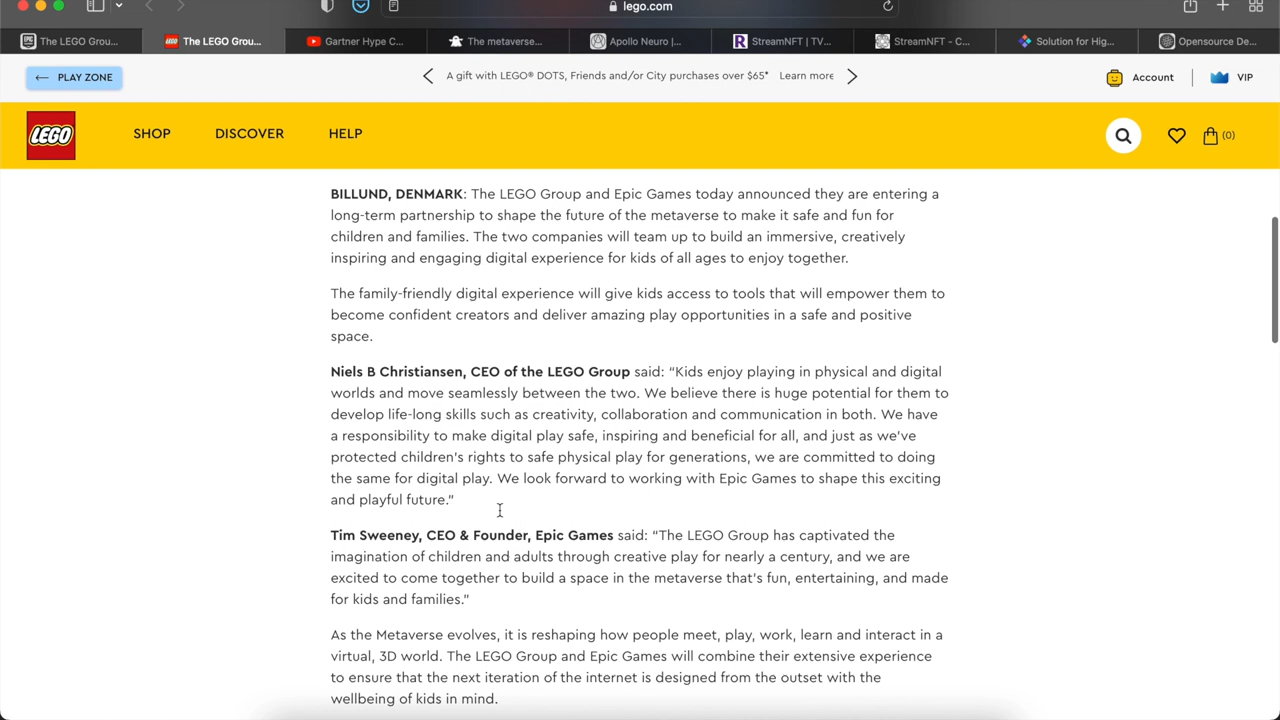 lego.com
The LEGO Grou...
The LEGO Grou...
Gartner Hype C...
The metaverse...
Apollo Neuro |...
StreamNFT | TV...
StreamNFT - C...
Solution for Hig...
Opensource De...
← PLAY ZONE
A gift with LEGO® DOTS, Friends and/or City purchases over $65* Learn more
Account
VIP
LEGO
SHOP
DISCOVER
HELP
(0)
BILLUND, DENMARK: The LEGO Group and Epic Games today announced they are entering a
long-term partnership to shape the future of the metaverse to make it safe and fun for
children and families. The two companies will team up to build an immersive, creatively
inspiring and engaging digital experience for kids of all ages to enjoy together.
The family-friendly digital experience will give kids access to tools that will empower them to
become confident creators and deliver amazing play opportunities in a safe and positive
space.
Niels B Christiansen, CEO of the LEGO Group said: “Kids enjoy playing in physical and digital
worlds and move seamlessly between the two. We believe there is huge potential for them to
develop life-long skills such as creativity, collaboration and communication in both. We have
a responsibility to make digital play safe, inspiring and beneficial for all, and just as we’ve
protected children’s rights to safe physical play for generations, we are committed to doing
the same for digital play. We look forward to working with Epic Games to shape this exciting
and playful future.”
Tim Sweeney, CEO & Founder, Epic Games said: “The LEGO Group has captivated the
imagination of children and adults through creative play for nearly a century, and we are
excited to come together to build a space in the metaverse that’s fun, entertaining, and made
for kids and families.”
As the Metaverse evolves, it is reshaping how people meet, play, work, learn and interact in a
virtual, 3D world. The LEGO Group and Epic Games will combine their extensive experience
to ensure that the next iteration of the internet is designed from the outset with the
wellbeing of kids in mind.